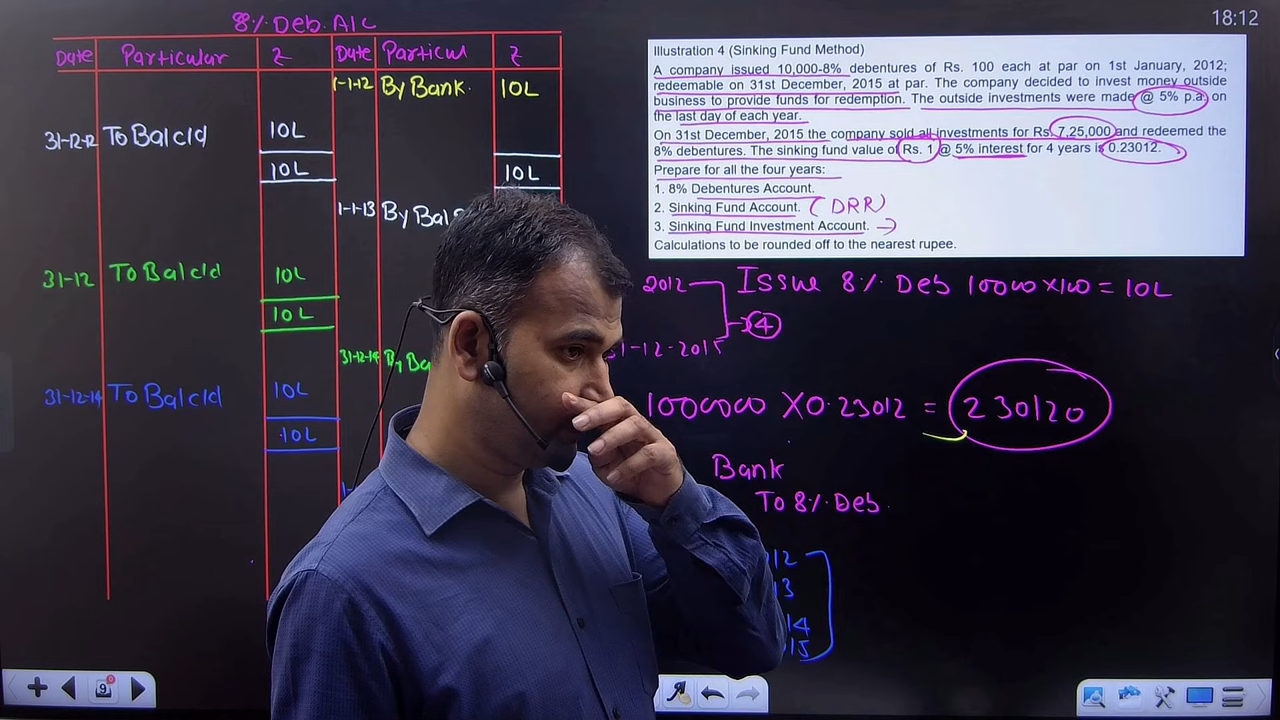 18:12
8% Deb. A/c
Date Particular ₹ Date Particul ₹
1-1-12 By Bank. 10L
31-12-12 To Bal c/d 10L
10L 10L
1-1-13 By Bal
31-12 To Bal c/d 10L
10L
31-12-14 By Ba
31-12-14 To Bal c/d 10L
10L
Illustration 4 (Sinking Fund Method)
A company issued 10,000-8% debentures of Rs. 100 each at par on 1st January, 2012;
redeemable on 31st December, 2015 at par. The company decided to invest money outside
business to provide funds for redemption. The outside investments were made @ 5% p.a. on
the last day of each year.
On 31st December, 2015 the company sold all investments for Rs. 7,25,000 and redeemed the
8% debentures. The sinking fund value of Rs. 1 @ 5% interest for 4 years is 0.23012.
Prepare for all the four years:
1. 8% Debentures Account.
2. Sinking Fund Account. (DRR)
3. Sinking Fund Investment Account. →
Calculations to be rounded off to the nearest rupee.
2012 Issue 8% Deb 10000 × 100 = 10L
4
31-12-2015
1000000 × 0.23012 = 230120
Bank
To 8% Deb.
12
13
14
15
9